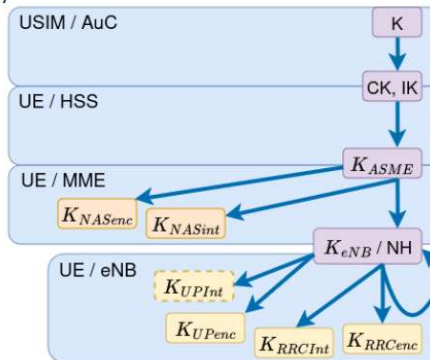 USIM / AuC
K
CK, IK
UE / HSS
K_ASME
UE / MME
K_NASenc
K_NASint
K_eNB / NH
UE / eNB
K_UPInt
K_UPenc
K_RRCInt
K_RRCenc